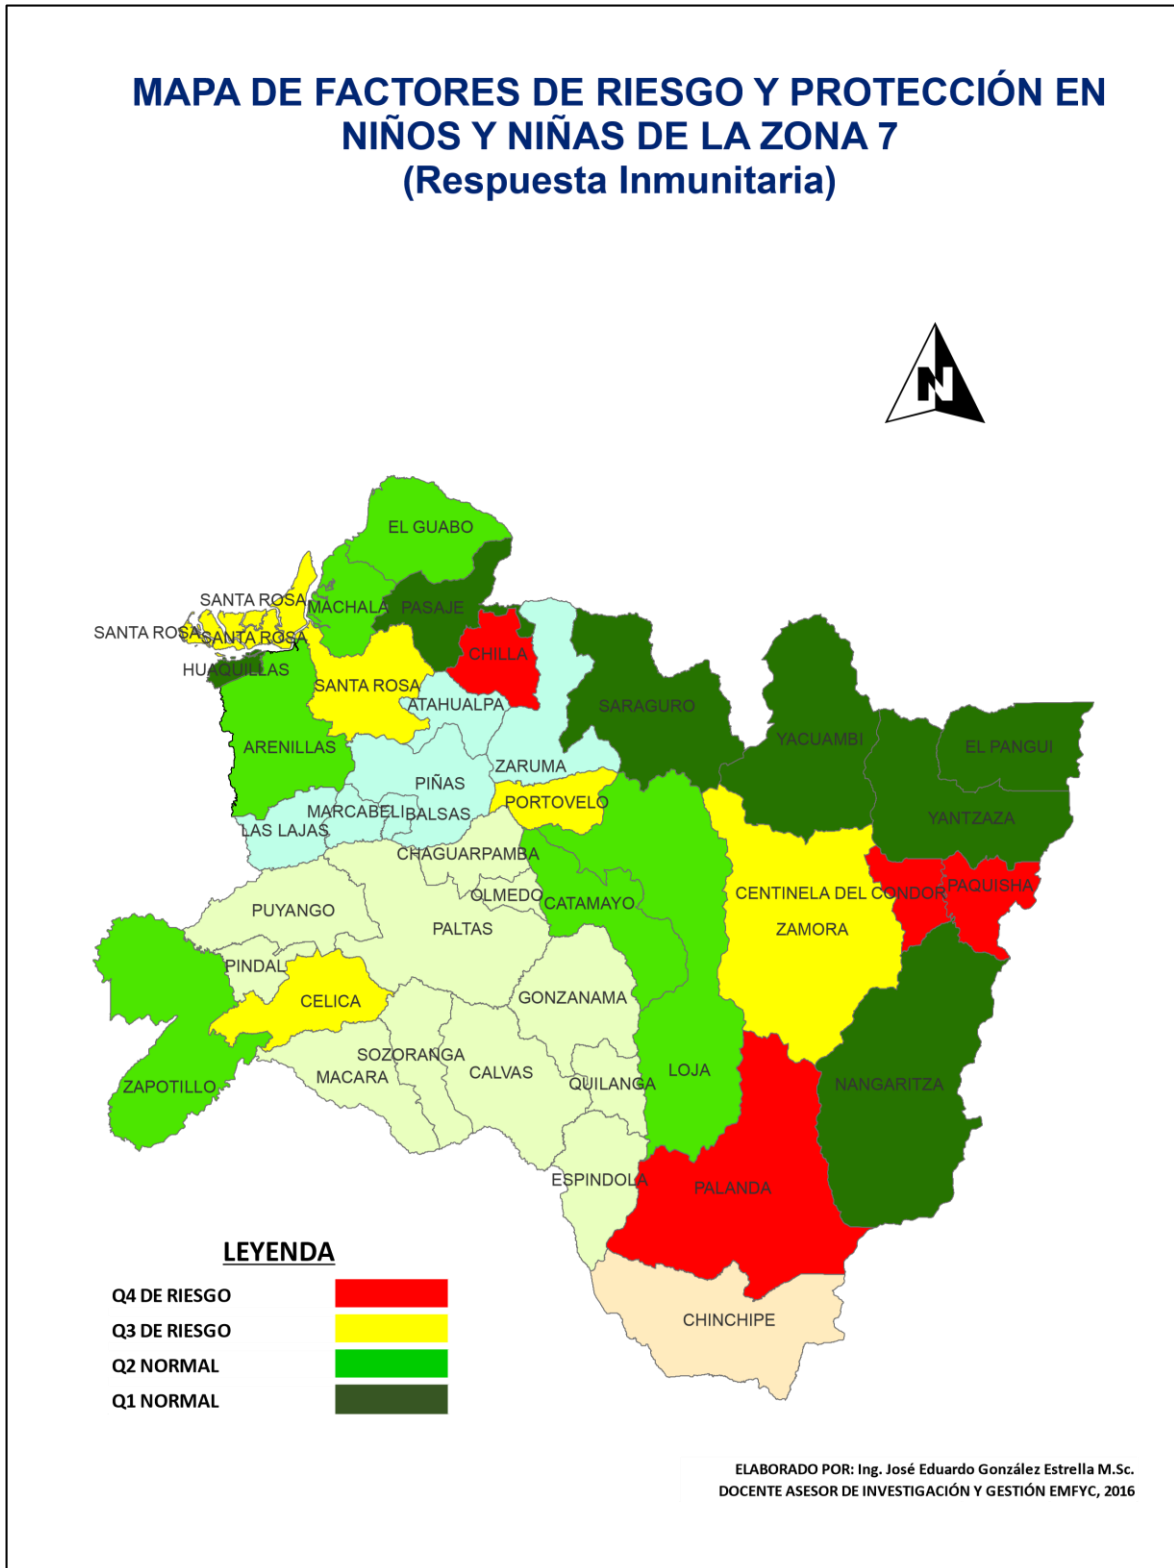 MAPA DE FACTORES DE RIESGO Y PROTECCIÓN EN
NIÑOS Y NIÑAS DE LA ZONA 7
(Respuesta Inmunitaria)
N
EL GUABO
SANTA ROSA
MACHALA
PASAJE
SANTA ROSA
SANTA ROSA
CHILLA
HUAQUILLAS
SANTA ROSA
ATAHUALPA
SARAGURO
YACUAMBI
EL PANGUI
ARENILLAS
ZARUMA
PIÑAS
PORTOVELO
MARCABELI
BALSAS
YANTZAZA
LAS LAJAS
CHAGUARPAMBA
PAQUISHA
CENTINELA DEL CONDOR
OLMEDO
CATAMAYO
PUYANGO
PALTAS
ZAMORA
PINDAL
CELICA
GONZANAMA
SOZORANGA
MACARA
CALVAS
QUILANGA
LOJA
NANGARITZA
ZAPOTILLO
ESPINDOLA
PALANDA
CHINCHIPE
LEYENDA
Q4 DE RIESGO
Q3 DE RIESGO
Q2 NORMAL
Q1 NORMAL
ELABORADO POR: Ing. José Eduardo González Estrella M.Sc.
DOCENTE ASESOR DE INVESTIGACIÓN Y GESTIÓN EMFYC, 2016